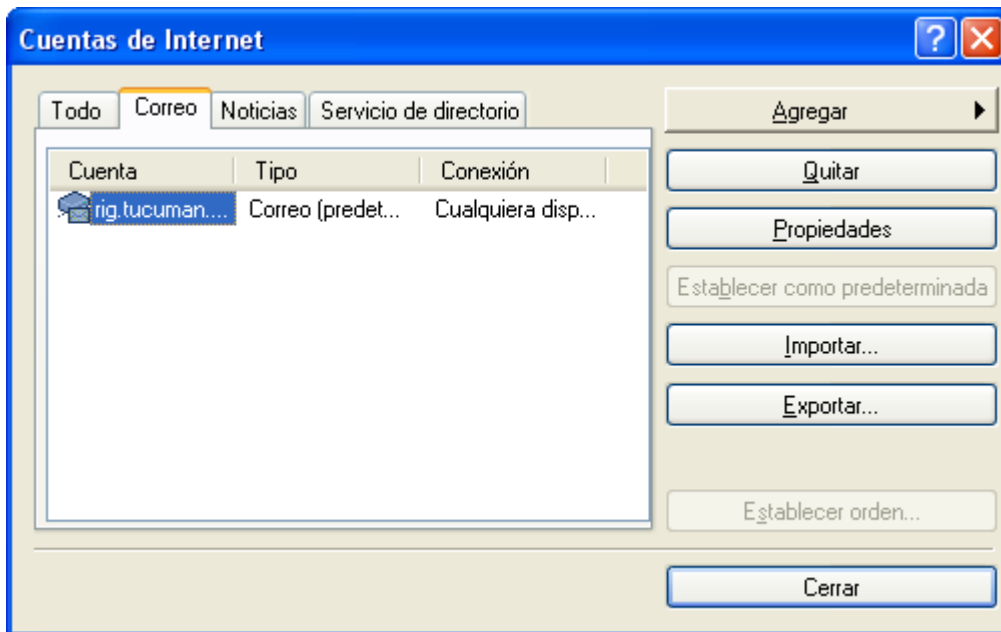 Cuentas de Internet
?
Todo Correo Noticias Servicio de directorio
Agregar
Cuenta Tipo Conexión
Quitar
rig.tucuman.... Correo (predet... Cualquiera disp...
Propiedades
Establecer como predeterminada
Importar...
Exportar...
Establecer orden...
Cerrar